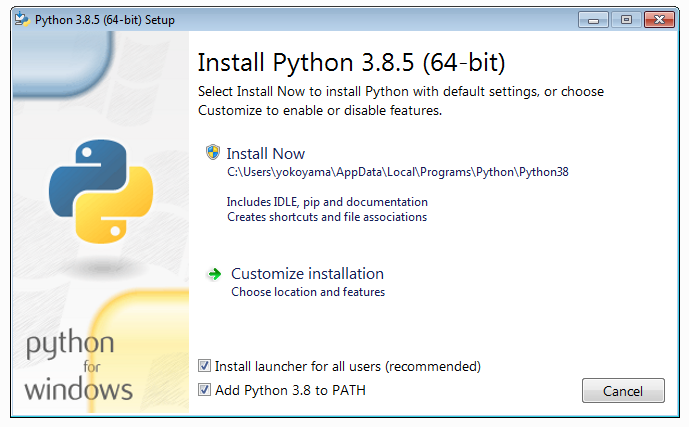 Python 3.8.5 (64-bit) Setup
Install Python 3.8.5 (64-bit)
Select Install Now to install Python with default settings, or choose
Customize to enable or disable features.
Install Now
C:\Users\yokoyama\AppData\Local\Programs\Python\Python38
Includes IDLE, pip and documentation
Creates shortcuts and file associations
Customize installation
Choose location and features
python
for
windows
Install launcher for all users (recommended)
Add Python 3.8 to PATH
Cancel